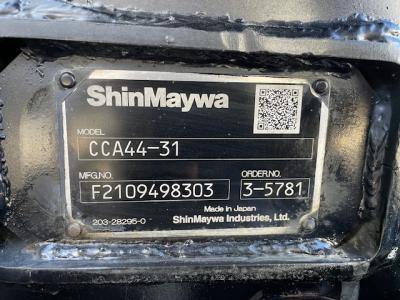 ShinMaywa
MODEL
CCA44-31
MFG.NO. ORDER.NO.
F2109498303 3-5781
Made in Japan
203-28295-0 ShinMaywa Industries, Ltd.